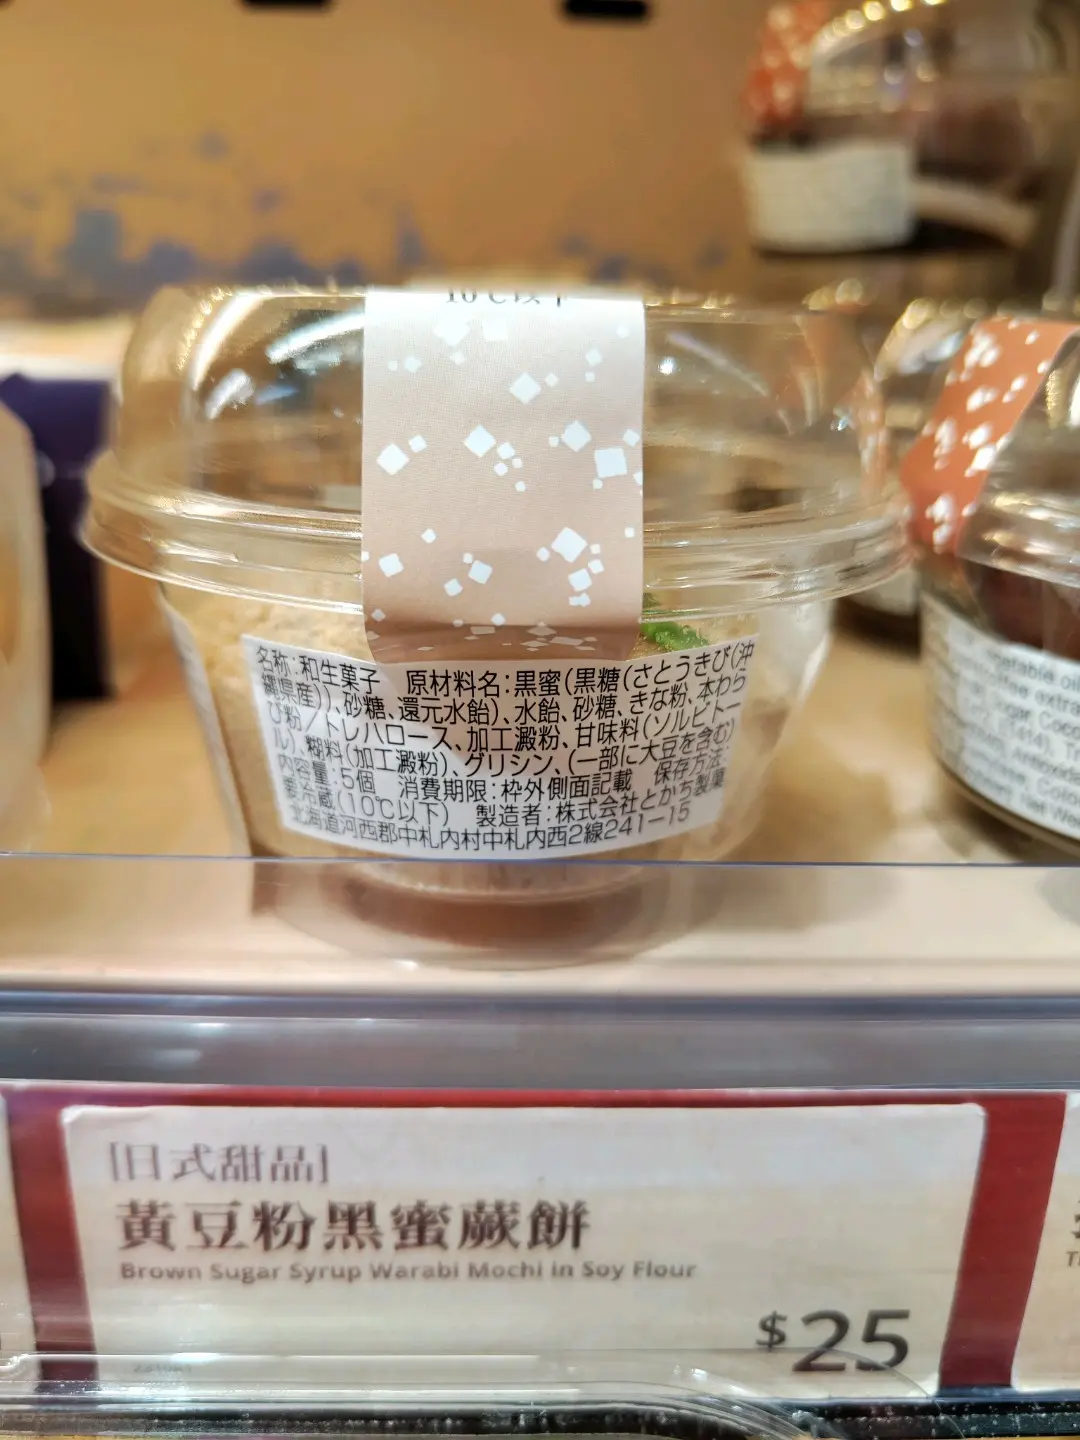 10℃以下
名称:和生菓子 原材料名:黒蜜(黒糖(さとうきび(沖
縄県産))、砂糖、還元水飴)、水飴、砂糖、きな粉、本わら
び粉/トレハロース、加工澱粉、甘味料(ソルビトー
ル)、糊料(加工澱粉)、グリシン、(一部に大豆を含む)
内容量:5個 消費期限:枠外側面記載 保存方法:
要冷蔵(10℃以下) 製造者:株式会社とかち製菓
北海道河西郡中札内村中札内西2線241-15
[日式甜品]
黃豆粉黑蜜蕨餅
Brown Sugar Syrup Warabi Mochi in Soy Flour
$25